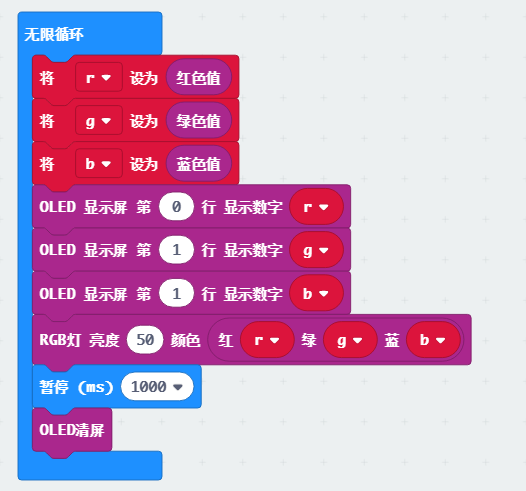 无限循环
将 r 设为 红色值
将 g 设为 绿色值
将 b 设为 蓝色值
OLED 显示屏 第 0 行 显示数字 r
OLED 显示屏 第 1 行 显示数字 g
OLED 显示屏 第 1 行 显示数字 b
RGB灯 亮度 50 颜色 红 r 绿 g 蓝 b
暂停 (ms) 1000
OLED清屏